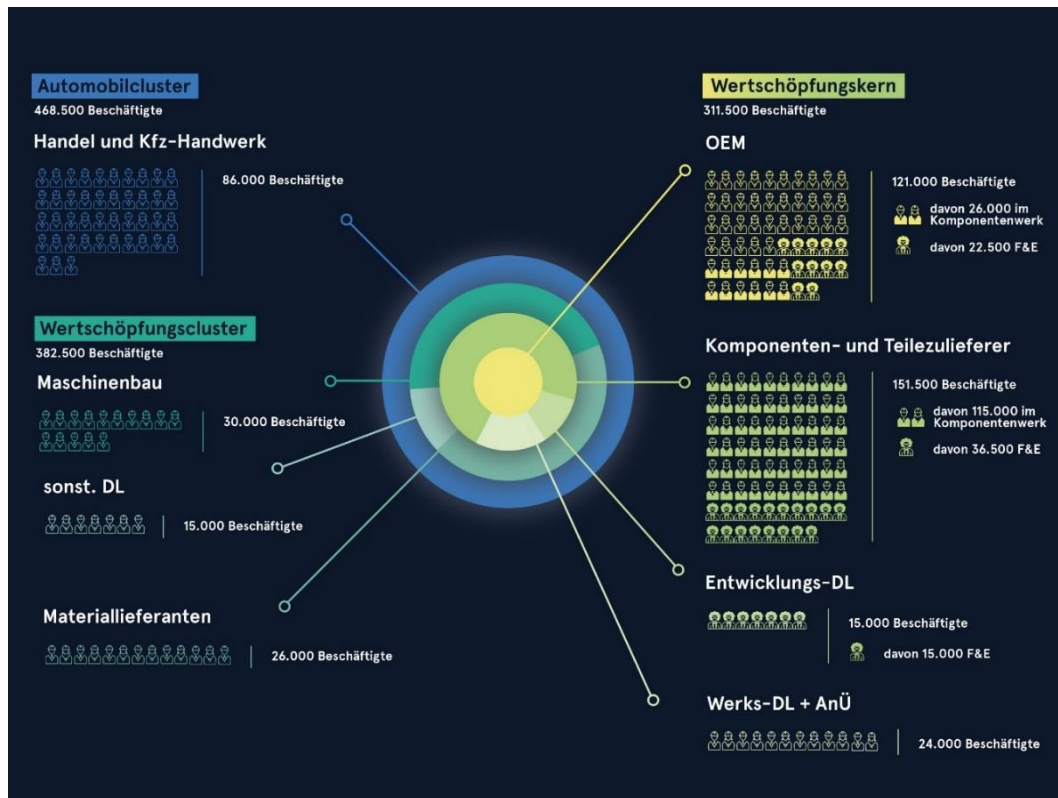 Automobilcluster
468.500 Beschäftigte
Handel und Kfz-Handwerk
86.000 Beschäftigte
Wertschöpfungscluster
382.500 Beschäftigte
Maschinenbau
30.000 Beschäftigte
sonst. DL
15.000 Beschäftigte
Materiallieferanten
26.000 Beschäftigte
Wertschöpfungskern
311.500 Beschäftigte
OEM
121.000 Beschäftigte
davon 26.000 im
Komponentenwerk
davon 22.500 F&E
Komponenten- und Teilezulieferer
151.500 Beschäftigte
davon 115.000 im
Komponentenwerk
davon 36.500 F&E
Entwicklungs-DL
15.000 Beschäftigte
davon 15.000 F&E
Werks-DL + AnÜ
24.000 Beschäftigte